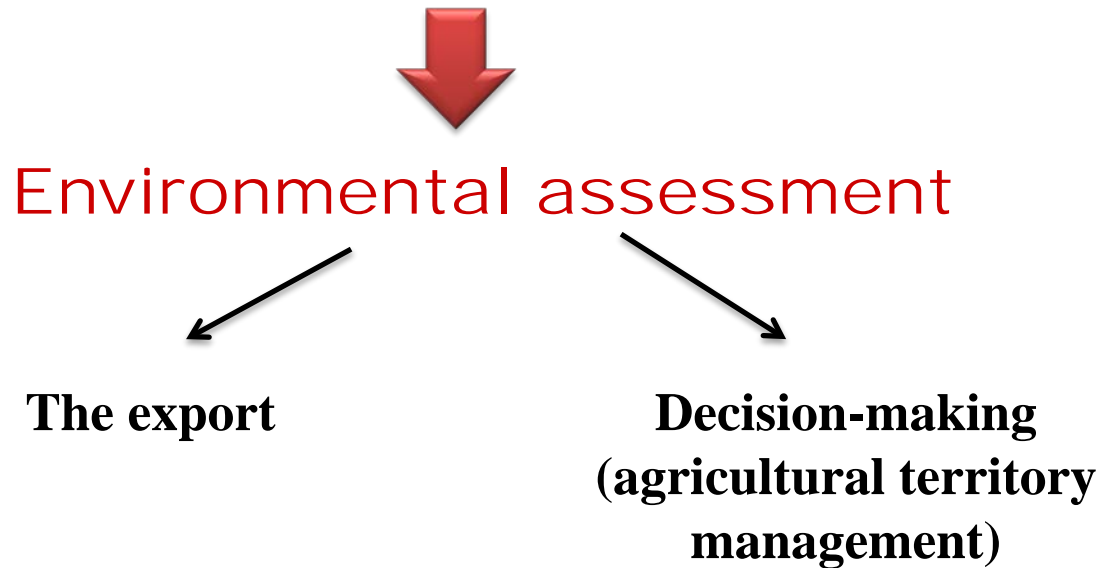 Environmental assessment
The export
Decision-making
(agricultural territory
management)